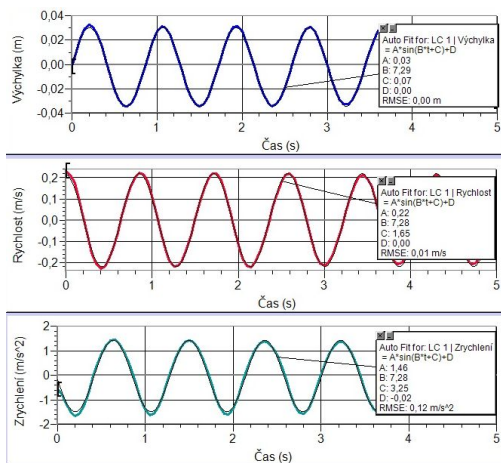 Výchylka (m)
0,04
0,02
0,00
-0,02
-0,04
0
1
2
3
4
5
Čas (s)
Auto Fit for: LC 1 | Výchylka
= A*sin(B*t+C)+D
A: 0,03
B: 7,29
C: 0,07
D: 0,00
RMSE: 0,00 m
Rychlost (m/s)
0,2
0,1
0,0
-0,1
-0,2
0
1
2
3
4
5
Čas (s)
Auto Fit for: LC 1 | Rychlost
= A*sin(B*t+C)+D
A: 0,22
B: 7,28
C: 1,65
D: 0,00
RMSE: 0,01 m/s
Zrychlení (m/s^2)
2
1
0
-1
-2
0
1
2
3
4
5
Čas (s)
Auto Fit for: LC 1 | Zrychlení
= A*sin(B*t+C)+D
A: 1,46
B: 7,28
C: 3,25
D: -0,02
RMSE: 0,12 m/s^2